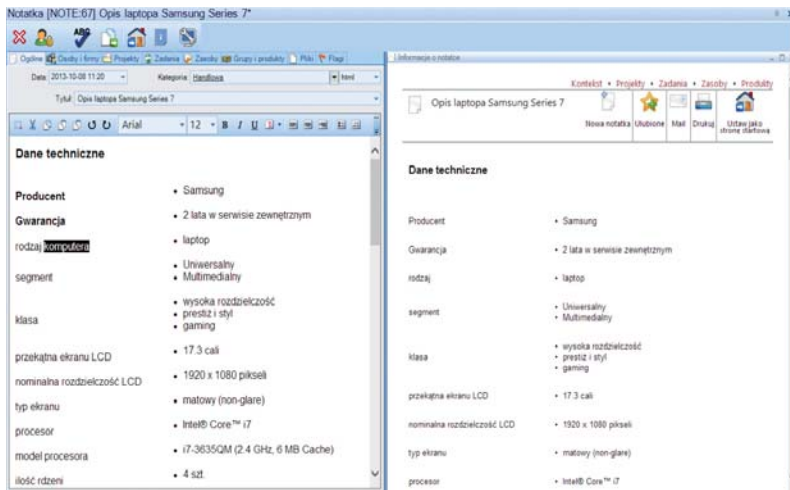 Notatka [NOTE:67] Opis laptopa Samsung Series 7*
Ogólne Osoby i firmy Projekty Zadania Zasoby Grupy i produkty Pliki Flagi
Data: 2013-10-08 11:20 Kategoria: Handlowa html
Tytuł: Opis laptopa Samsung Series 7
Arial 12 B I U
Dane techniczne
Producent • Samsung
Gwarancja • 2 lata w serwisie zewnętrznym
rodzaj komputera • laptop
segment • Uniwersalny
• Multimedialny
klasa • wysoka rozdzielczość
• prestiż i styl
• gaming
przekątna ekranu LCD • 17.3 cali
nominalna rozdzielczość LCD • 1920 x 1080 pikseli
typ ekranu • matowy (non-glare)
procesor • Intel® Core™ i7
model procesora • i7-3635QM (2.4 GHz, 6 MB Cache)
ilość rdzeni • 4 szt.
Informacje o notatce
Kontekst • Projekty • Zadania • Zasoby • Produkty
Opis laptopa Samsung Series 7
Nowa notatka Ulubione Mail Drukuj Ustaw jako
stronę startową
Dane techniczne
Producent • Samsung
Gwarancja • 2 lata w serwisie zewnętrznym
rodzaj • laptop
segment • Uniwersalny
• Multimedialny
klasa • wysoka rozdzielczość
• prestiż i styl
• gaming
przekątna ekranu LCD • 17.3 cali
nominalna rozdzielczość LCD • 1920 x 1080 pikseli
typ ekranu • matowy (non-glare)
procesor • Intel® Core™ i7